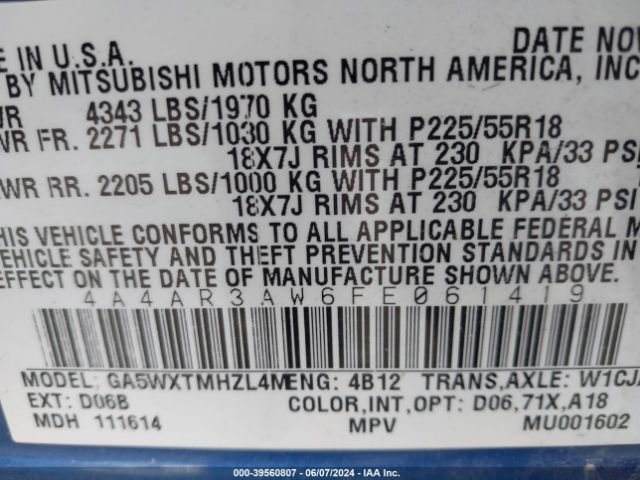 E IN U.S.A. DATE NOV
BY MITSUBISHI MOTORS NORTH AMERICA, INC
WR 4343 LBS/1970 KG
WR FR. 2271 LBS/1030 KG WITH P225/55R18
18X7J RIMS AT 230 KPA/33 PSI
WR RR. 2205 LBS/1000 KG WITH P225/55R18
18X7J RIMS AT 230 KPA/33 PSI
HIS VEHICLE CONFORMS TO ALL APPLICABLE FEDERAL M
VEHICLE SAFETY AND THEFT PREVENTION STANDARDS IN
EFFECT ON THE DATE OF MANUFACTURE SHOWN ABOVE.
4A4AR3AW6FE061419
MODEL: GA5WXTMHZL4M ENG: 4B12 TRANS,AXLE: W1CJA
EXT: D06B COLOR,INT,OPT: D06,71X,A18
MDH 111614 MPV MU001602
000-39560807 - 06/07/2024 - IAA Inc.